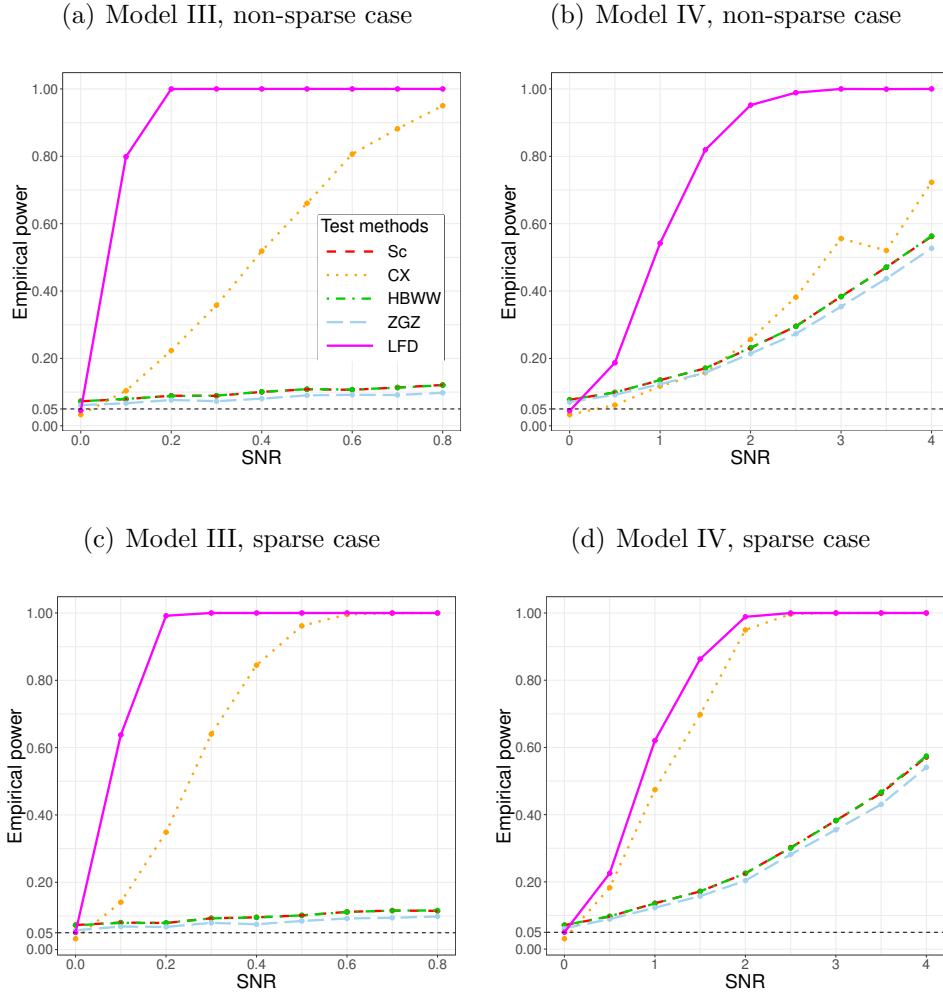 (a) Model III, non-sparse case
(b) Model IV, non-sparse case
1.00
0.80
0.60
0.40
0.20
0.05
0.00
Empirical power
0.0
0.2
0.4
0.6
0.8
SNR
Test methods
Sc
CX
HBWW
ZGZ
LFD
1.00
0.80
0.60
0.40
0.20
0.05
0.00
Empirical power
0
1
2
3
4
SNR
(c) Model III, sparse case
(d) Model IV, sparse case
1.00
0.80
0.60
0.40
0.20
0.05
0.00
Empirical power
0.0
0.2
0.4
0.6
0.8
SNR
1.00
0.80
0.60
0.40
0.20
0.05
0.00
Empirical power
0
1
2
3
4
SNR